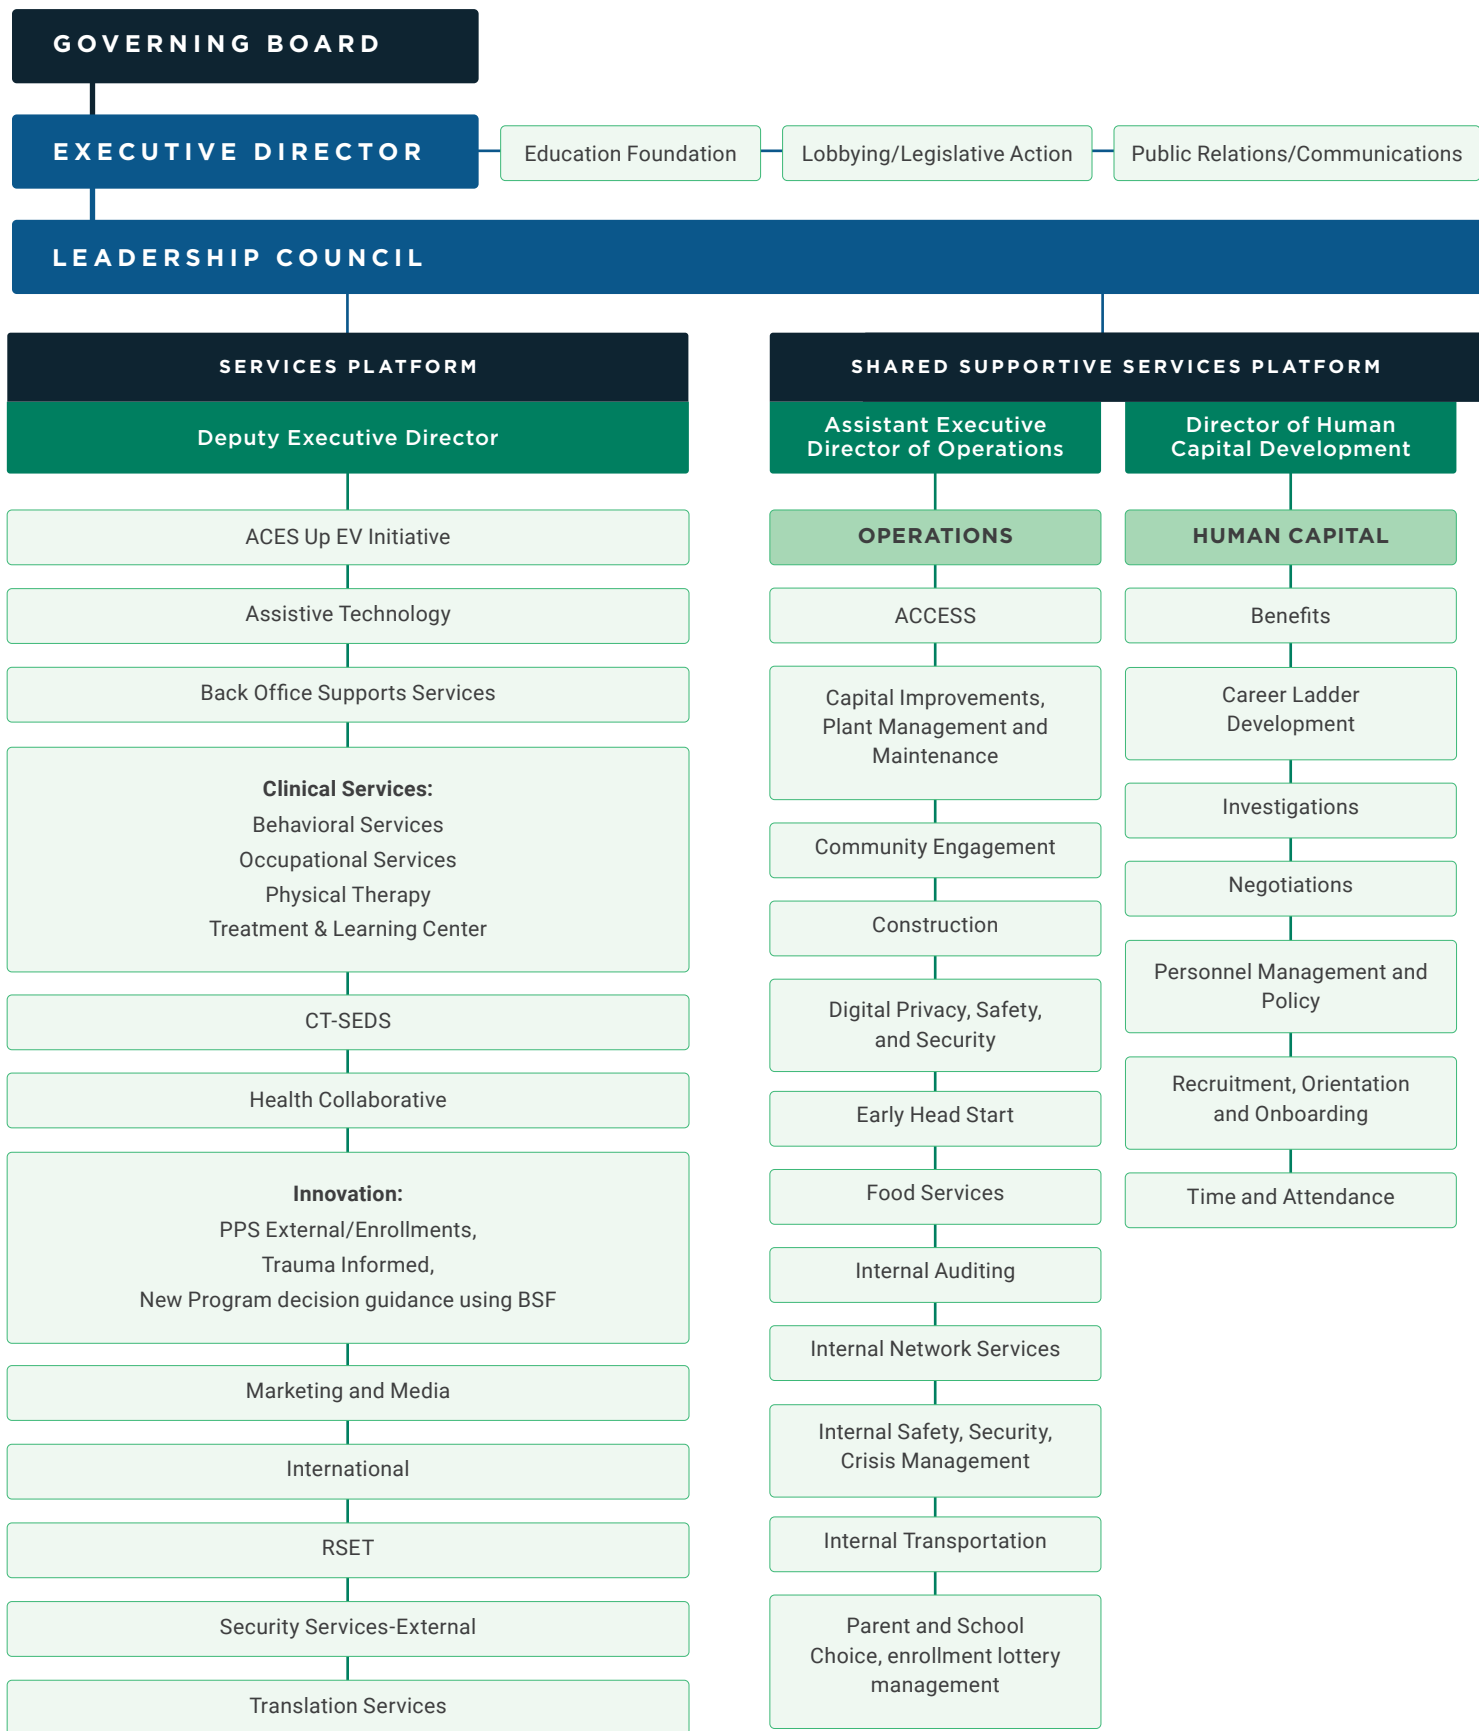 GOVERNING BOARD
EXECUTIVE DIRECTOR
Education Foundation
Lobbying/Legislative Action
Public Relations/Communications
LEADERSHIP COUNCIL
SERVICES PLATFORM
Deputy Executive Director
ACES Up EV Initiative
Assistive Technology
Back Office Supports Services
Clinical Services:
Behavioral Services
Occupational Services
Physical Therapy
Treatment & Learning Center
CT-SEDS
Health Collaborative
Innovation:
PPS External/Enrollments,
Trauma Informed,
New Program decision guidance using BSF
Marketing and Media
International
RSET
Security Services-External
Translation Services
SHARED SUPPORTIVE SERVICES PLATFORM
Assistant Executive
Director of Operations
OPERATIONS
ACCESS
Capital Improvements,
Plant Management and
Maintenance
Community Engagement
Construction
Digital Privacy, Safety,
and Security
Early Head Start
Food Services
Internal Auditing
Internal Network Services
Internal Safety, Security,
Crisis Management
Internal Transportation
Parent and School
Choice, enrollment lottery
management
Director of Human
Capital Development
HUMAN CAPITAL
Benefits
Career Ladder
Development
Investigations
Negotiations
Personnel Management and
Policy
Recruitment, Orientation
and Onboarding
Time and Attendance